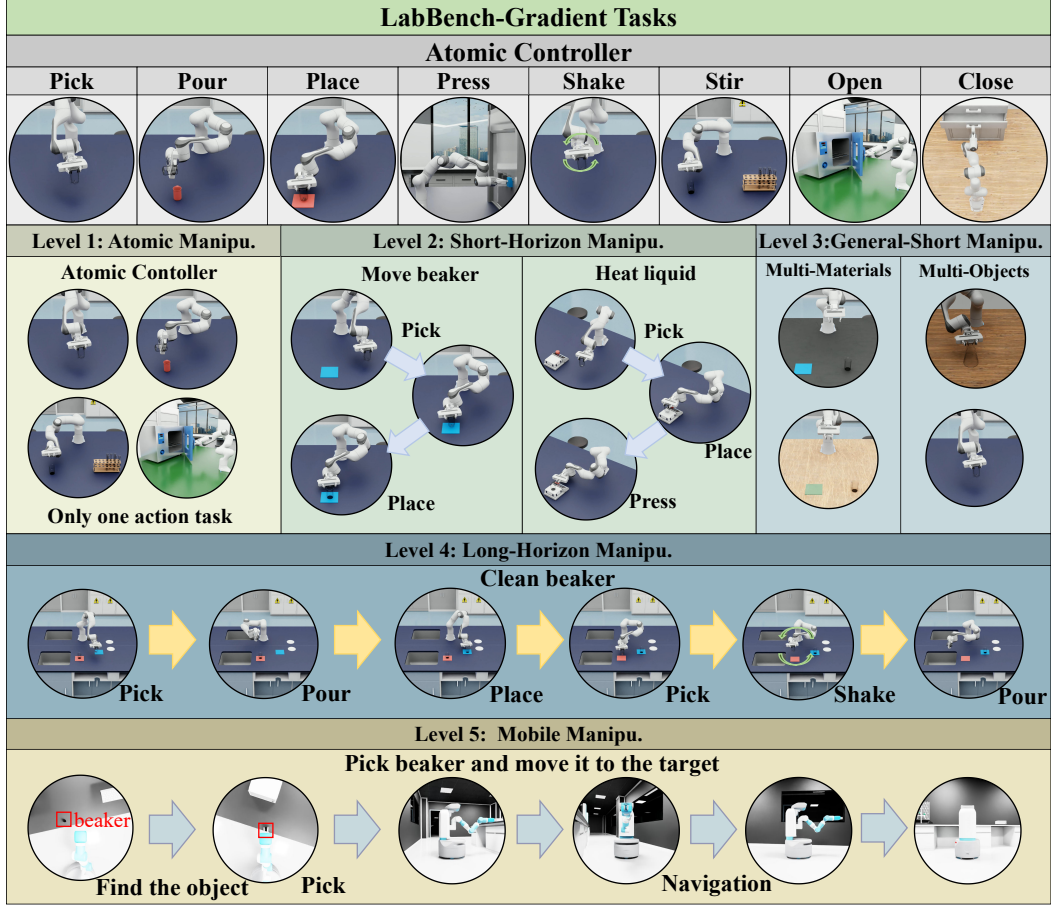 LabBench-Gradient Tasks
Atomic Controller
Pick Pour Place Press Shake Stir Open Close
Level 1: Atomic Manipu.
Atomic Contoller
Only one action task
Level 2: Short-Horizon Manipu.
Move beaker
Pick
Place
Heat liquid
Pick
Place
Press
Level 3:General-Short Manipu.
Multi-Materials
Multi-Objects
Level 4: Long-Horizon Manipu.
Clean beaker
Pick Pour Place Pick Shake Pour
Level 5: Mobile Manipu.
Pick beaker and move it to the target
beaker
Find the object
Pick
Navigation